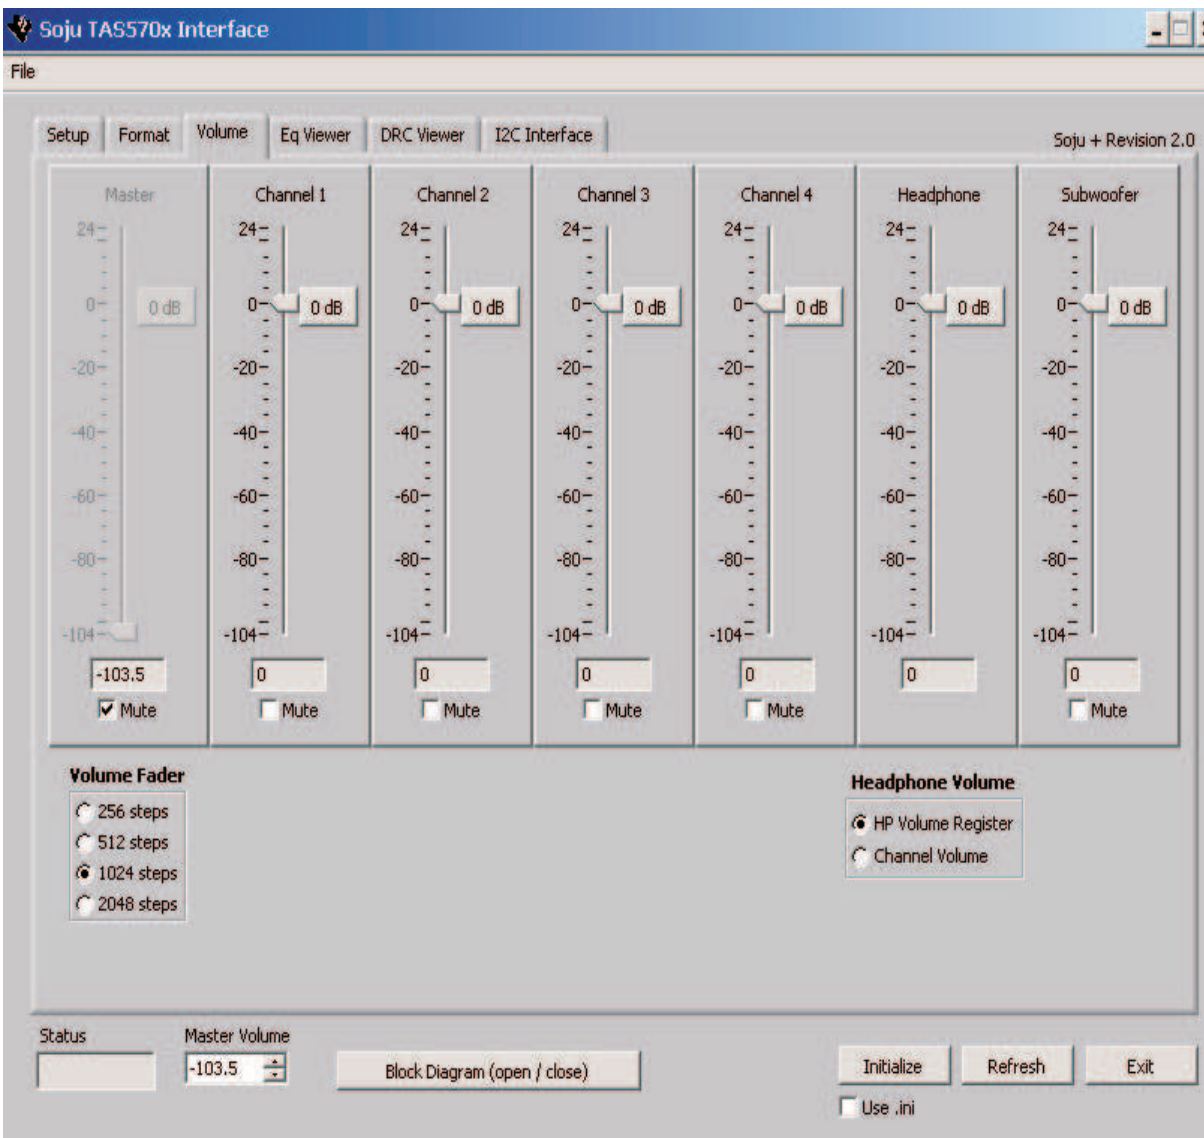 Soju TAS570x Interface
File
Setup Format Volume Eq Viewer DRC Viewer I2C Interface
Soju + Revision 2.0
Master Channel 1 Channel 2 Channel 3 Channel 4 Headphone Subwoofer
24 24 24 24 24 24 24
0 0 dB 0 0 dB 0 0 dB 0 0 dB 0 0 dB 0 0 dB 0 0 dB
-20 -20 -20 -20 -20 -20 -20
-40 -40 -40 -40 -40 -40 -40
-60 -60 -60 -60 -60 -60 -60
-80 -80 -80 -80 -80 -80 -80
-104 -104 -104 -104 -104 -104 -104
-103.5 0 0 0 0 0 0
Mute Mute Mute Mute Mute Mute
Volume Fader
256 steps
512 steps
1024 steps
2048 steps
Headphone Volume
HP Volume Register
Channel Volume
Status
Master Volume
-103.5
Block Diagram (open / close)
Initialize Refresh Exit
Use .ini